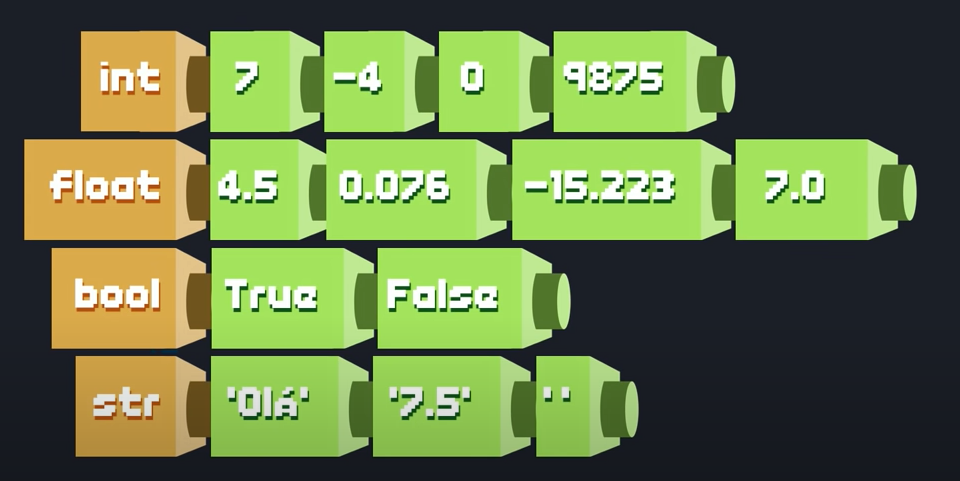 int 7 -4 0 9875
float 4.5 0.076 -15.223 7.0
bool True False
str 'Olá' '7.5' ''